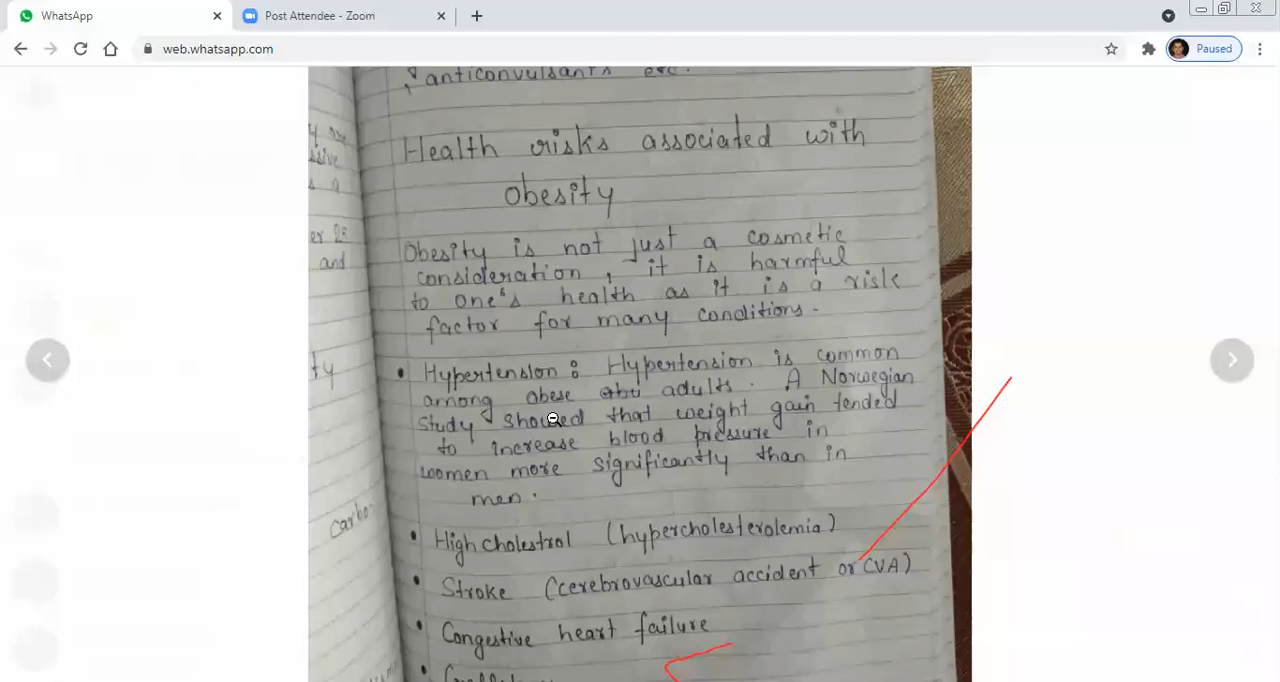 WhatsApp
Post Attendee - Zoom
web.whatsapp.com
Paused
anticonvulsants etc.
Health risks associated with
Obesity
Obesity is not just a cosmetic
consideration, it is harmful
to one's health as it is a risk
factor for many conditions.
• Hypertension : Hypertension is common
among obese adults. A Norwegian
study showed that weight gain tended
to increase blood pressure in
women more significantly than in
men.
• High cholestrol (hypercholesterolemia)
• Stroke (cerebrovascular accident or CVA)
• Congestive heart failure
and
ty
carbo